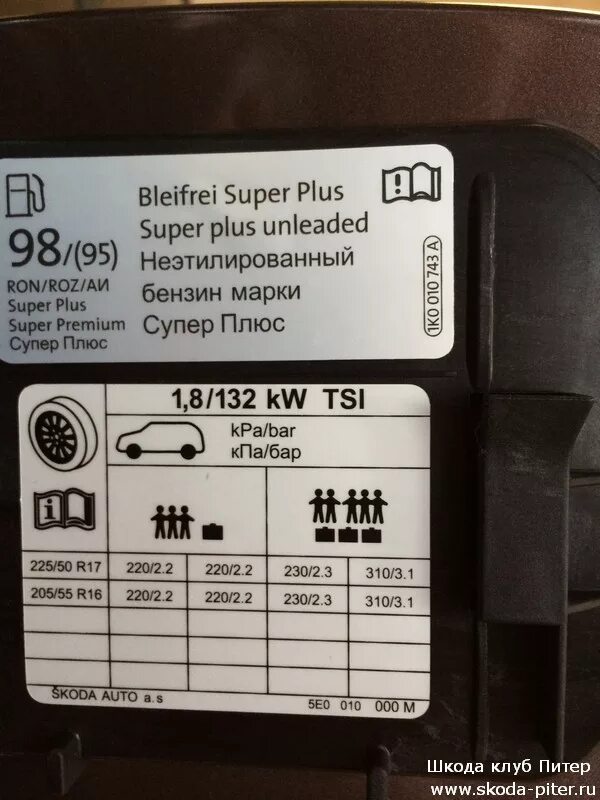 Bleifrei Super Plus
Super plus unleaded
Неэтилированный
бензин марки
Супер Плюс
98/(95)
RON/ROZ/АИ
Super Plus
Super Premium
Супер Плюс
1K0 010 743 A
1,8/132 kW TSI
kPa/bar
кПа/бар
225/50 R17 220/2.2 220/2.2 230/2.3 310/3.1
205/55 R16 220/2.2 220/2.2 230/2.3 310/3.1
ŠKODA AUTO a.s 5E0 010 000 M
Шкода клуб Питер
www.skoda-piter.ru